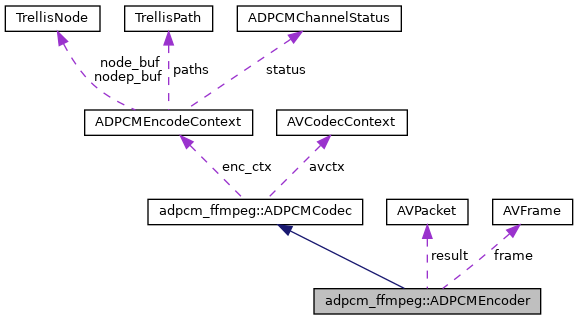 TrellisNode
TrellisPath
ADPCMChannelStatus
node_buf
nodep_buf
paths
status
ADPCMEncodeContext
AVCodecContext
enc_ctx
avctx
adpcm_ffmpeg::ADPCMCodec
AVPacket
AVFrame
result
frame
adpcm_ffmpeg::ADPCMEncoder